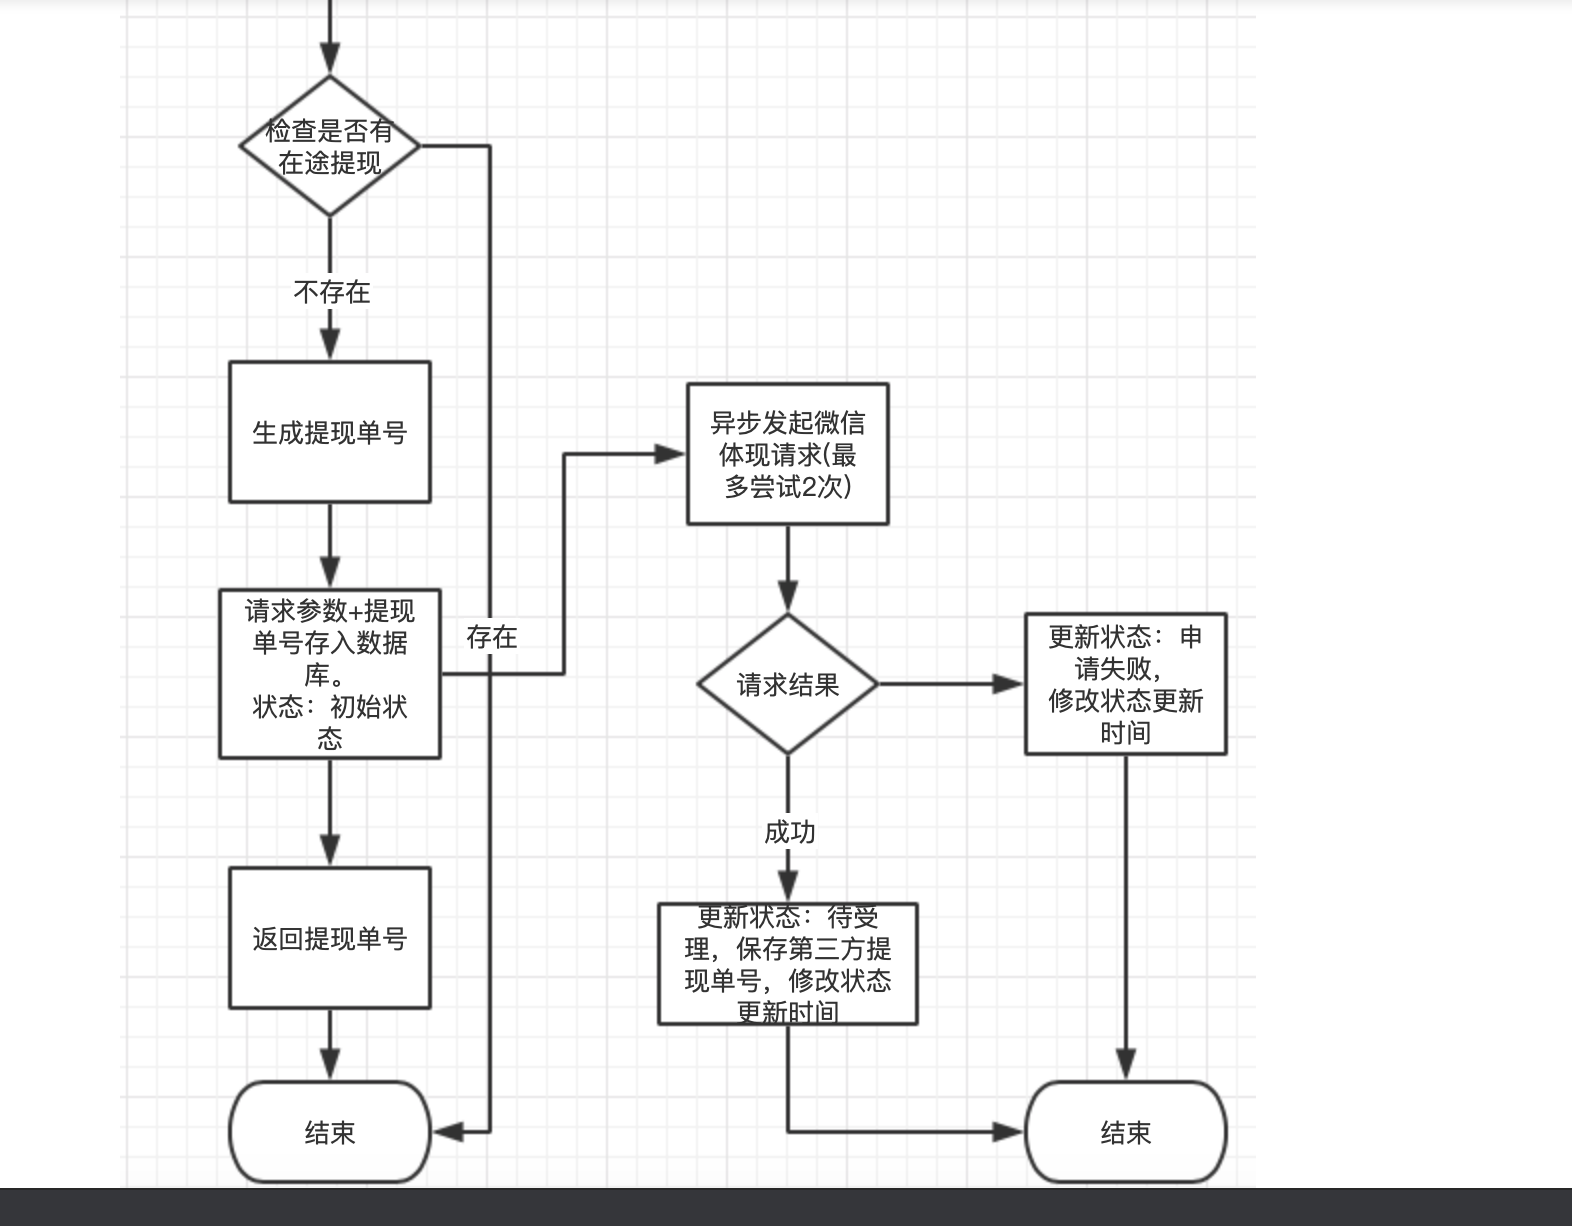 检查是否有
在途提现
不存在
生成提现单号
请求参数+提现
单号存入数据
库。
状态：初始状
态
存在
返回提现单号
结束
异步发起微信
体现请求(最
多尝试2次)
请求结果
更新状态：申
请失败，
修改状态更新
时间
成功
更新状态：待受
理，保存第三方提
现单号，修改状态
更新时间
结束